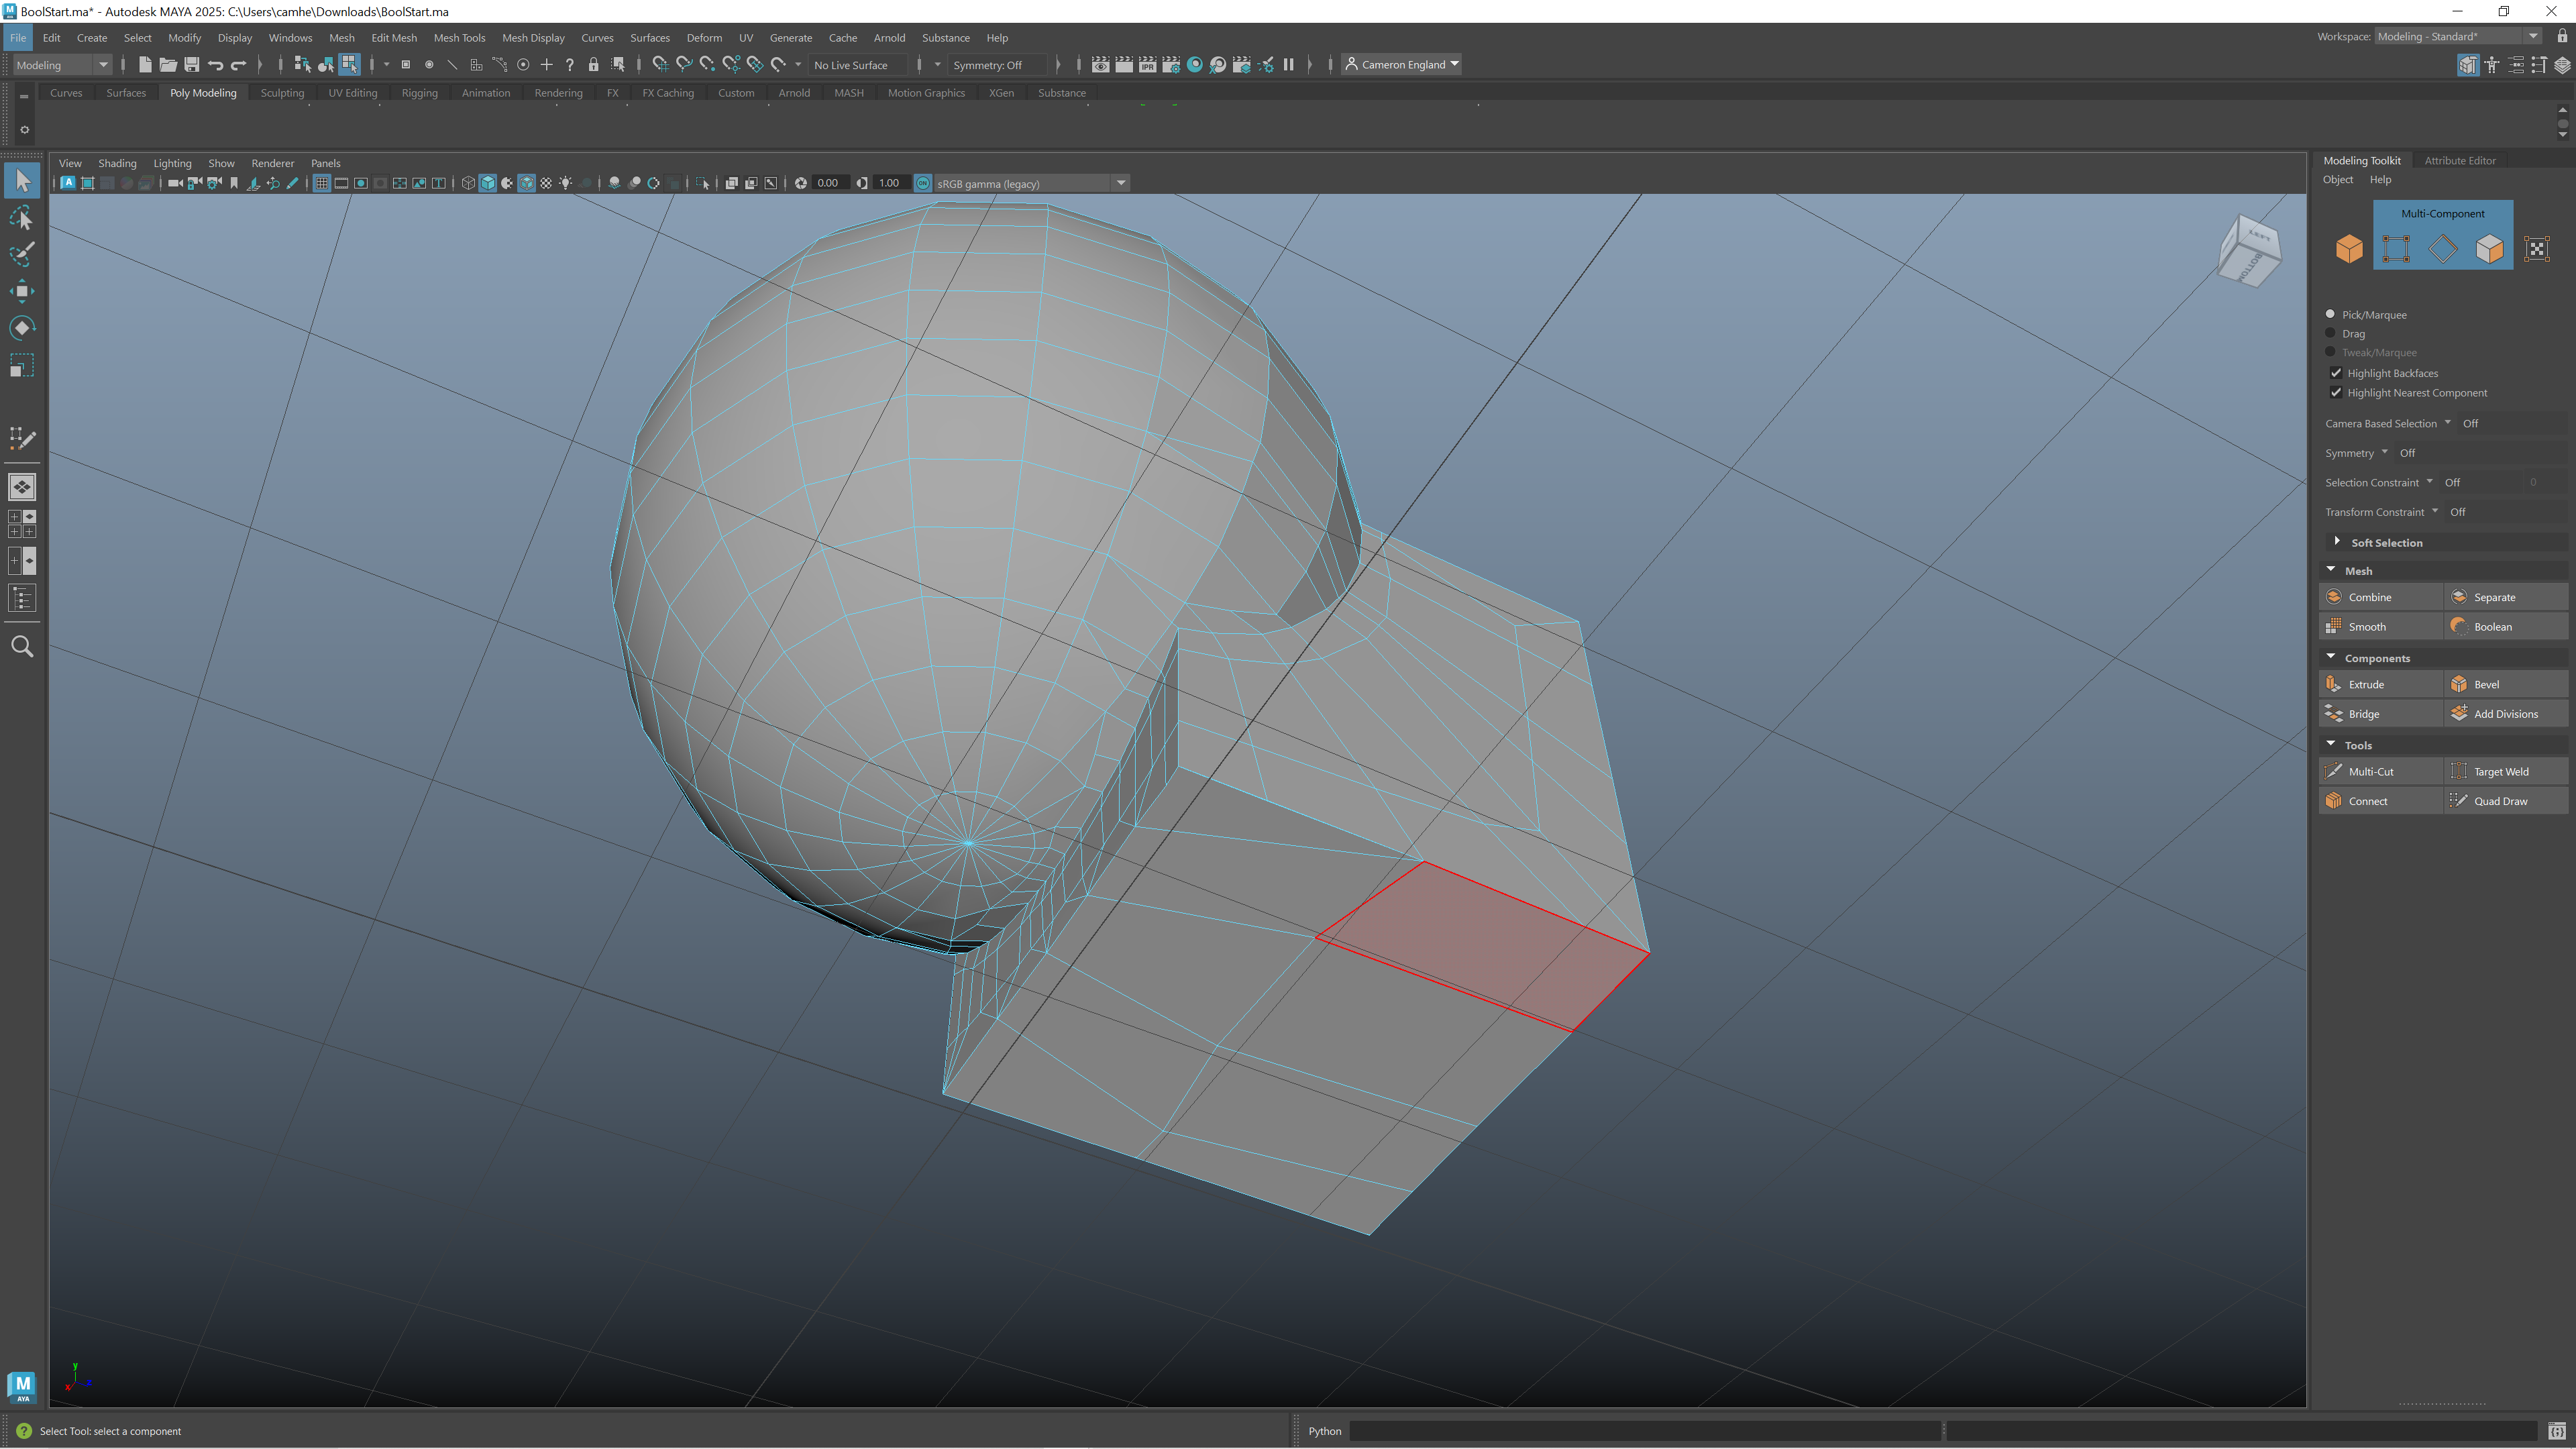 BoolStart.ma* - Autodesk MAYA 2025: C:\Users\camhe\Downloads\BoolStart.ma
File Edit Create Select Modify Display Windows Mesh Edit Mesh Mesh Tools Mesh Display Curves Surfaces Deform UV Generate Cache Arnold Substance Help
Workspace: Modeling - Standard*
Modeling No Live Surface Symmetry: Off IPR Cameron England
Curves Surfaces Poly Modeling Sculpting UV Editing Rigging Animation Rendering FX FX Caching Custom Arnold MASH Motion Graphics XGen Substance
View Shading Lighting Show Renderer Panels
A 0.00 1.00 ON sRGB gamma (legacy)
Modeling Toolkit Attribute Editor
Object Help
Multi-Component
Pick/Marquee
Drag
Tweak/Marquee
Highlight Backfaces
Highlight Nearest Component
Camera Based Selection Off
Symmetry Off
Selection Constraint Off 0
Transform Constraint Off
Soft Selection
Mesh
Combine Separate
Smooth Boolean
Components
Extrude Bevel
Bridge Add Divisions
Tools
Multi-Cut Target Weld
Connect Quad Draw
BOTTOM
y
x
M
AYA
Select Tool: select a component
Python